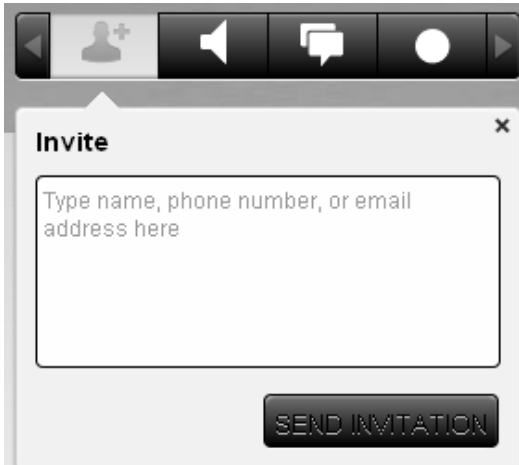 Invite
Type name, phone number, or email
address here
SEND INVITATION